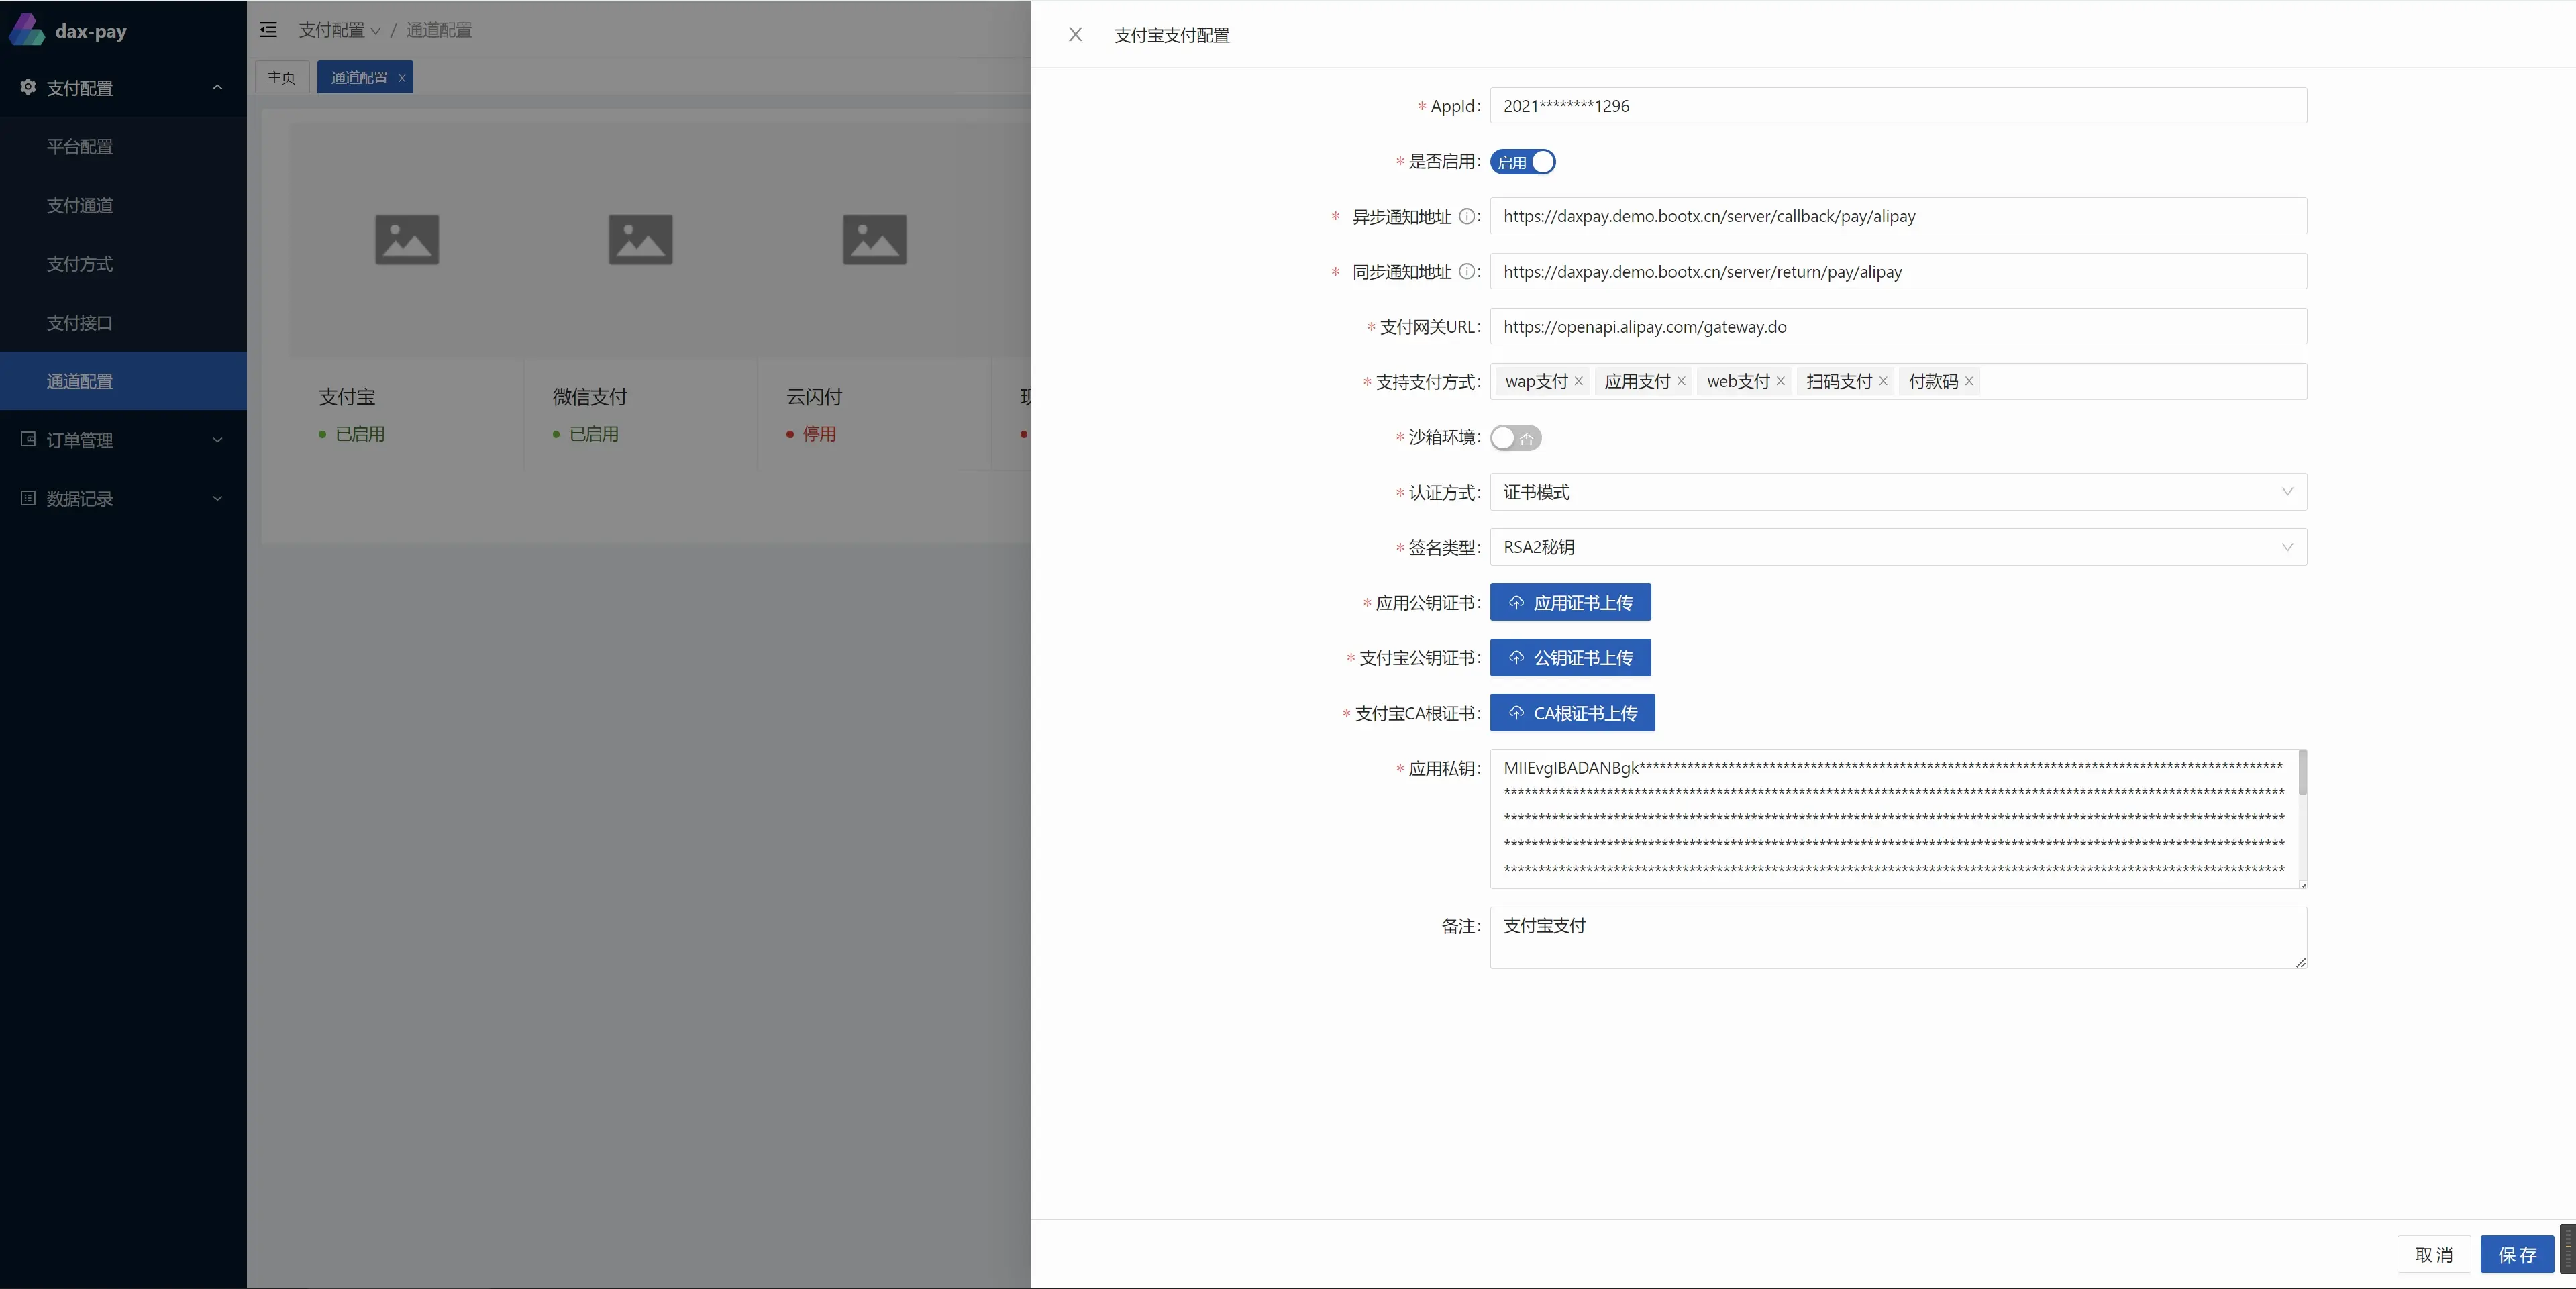 dax-pay
支付配置
平台配置
支付通道
支付方式
支付接口
通道配置
订单管理
数据记录
支付配置 / 通道配置
主页
通道配置
支付宝
已启用
微信支付
已启用
云闪付
停用
支付宝支付配置
* AppId: 2021********1296
* 是否启用: 启用
* 异步通知地址 : https://daxpay.demo.bootx.cn/server/callback/pay/alipay
* 同步通知地址 : https://daxpay.demo.bootx.cn/server/return/pay/alipay
* 支付网关URL: https://openapi.alipay.com/gateway.do
* 支持支付方式: wap支付 × 应用支付 × web支付 × 扫码支付 × 付款码 ×
* 沙箱环境: 否
* 认证方式: 证书模式
* 签名类型: RSA2秘钥
* 应用公钥证书: 应用证书上传
* 支付宝公钥证书: 公钥证书上传
* 支付宝CA根证书: CA根证书上传
* 应用私钥: MIIEvgIBADANBgk
备注: 支付宝支付
取 消 保 存